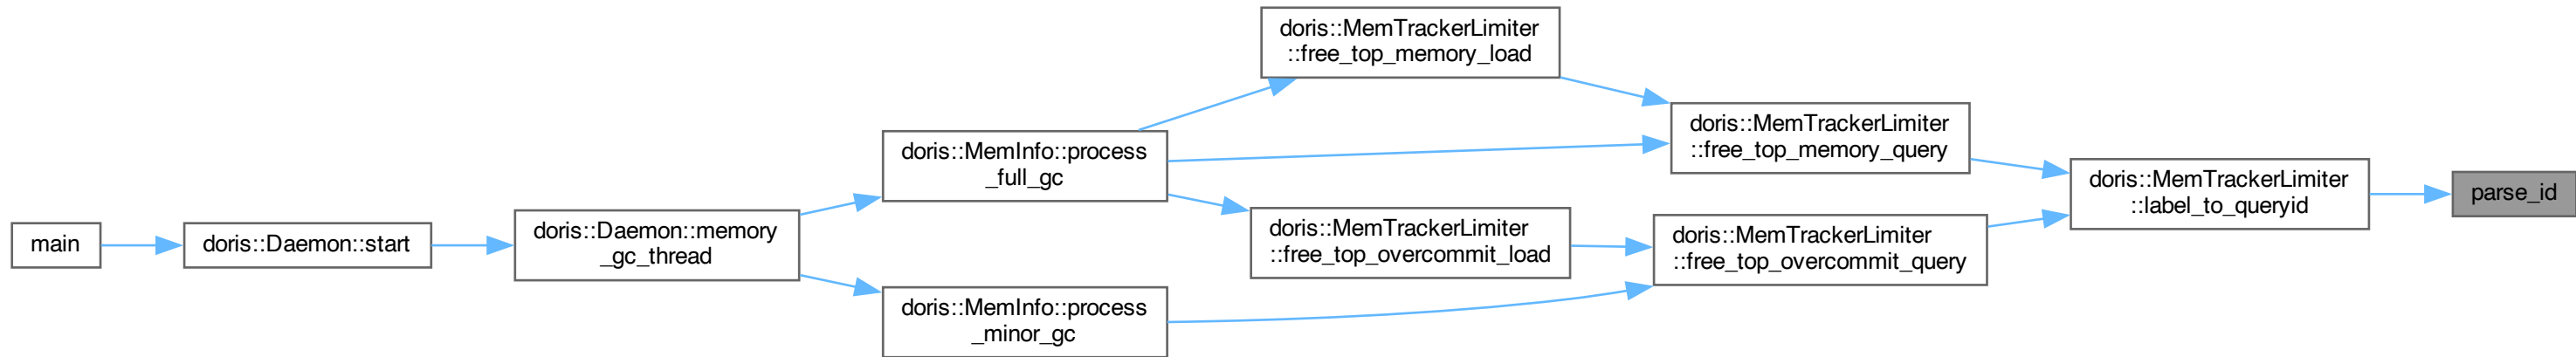 main
doris::Daemon::start
doris::Daemon::memory
_gc_thread
doris::MemInfo::process
_full_gc
doris::MemInfo::process
_minor_gc
doris::MemTrackerLimiter
::free_top_memory_load
doris::MemTrackerLimiter
::free_top_overcommit_load
doris::MemTrackerLimiter
::free_top_memory_query
doris::MemTrackerLimiter
::free_top_overcommit_query
doris::MemTrackerLimiter
::label_to_queryid
parse_id